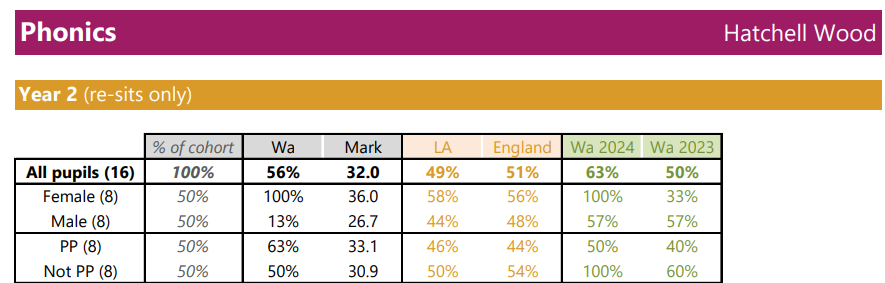 Phonics Hatchell Wood
Year 2 (re-sits only)
% of cohort Wa Mark LA England Wa 2024 Wa 2023
All pupils (16) 100% 56% 32.0 49% 51% 63% 50%
Female (8) 50% 100% 36.0 58% 56% 100% 33%
Male (8) 50% 13% 26.7 44% 48% 57% 57%
PP (8) 50% 63% 33.1 46% 44% 50% 40%
Not PP (8) 50% 50% 30.9 50% 54% 100% 60%